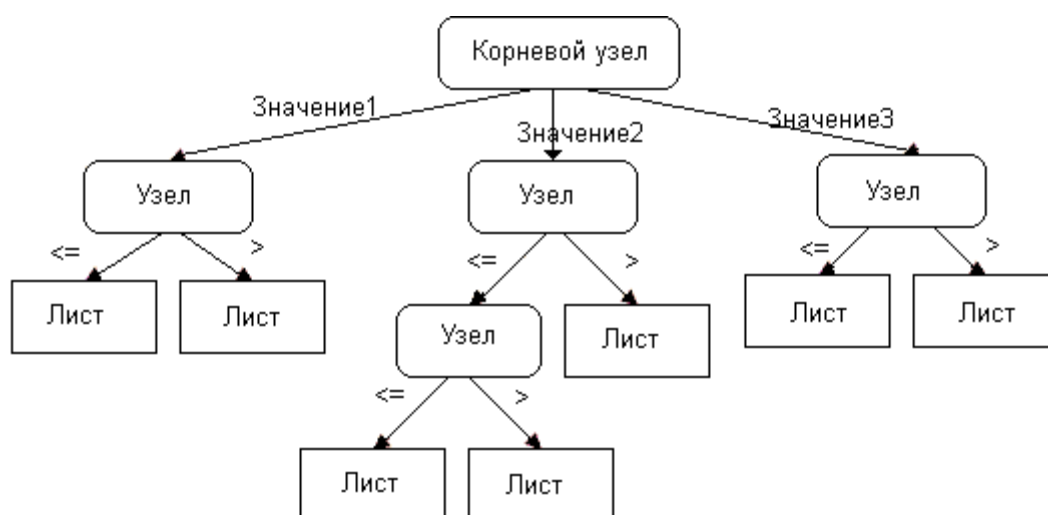 Корневой узел
Значение1
Значение2
Значение3
Узел
Узел
Узел
<=
>
<=
>
<=
>
Лист
Лист
Узел
Лист
Лист
Лист
<=
>
Лист
Лист